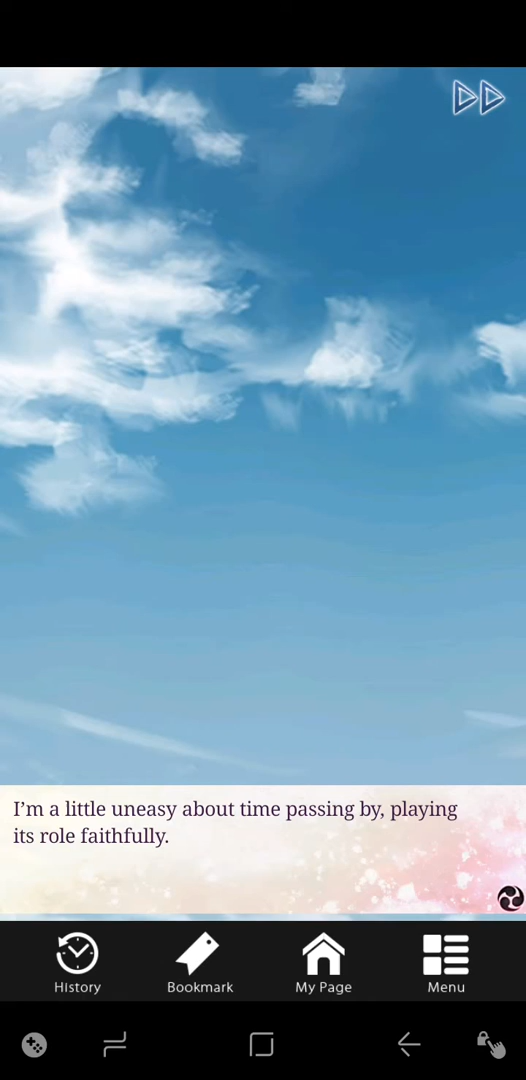 I’m a little uneasy about time passing by, playing
its role faithfully.
History Bookmark My Page Menu